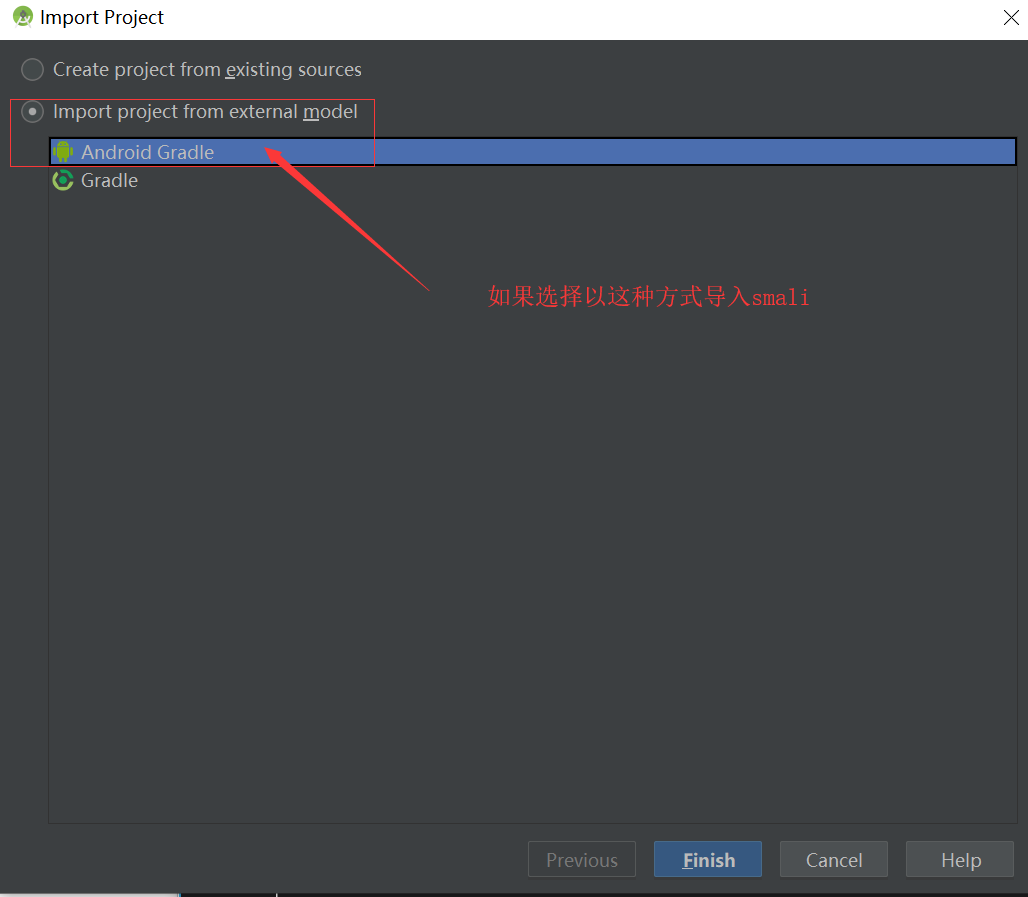 Import Project
Create project from existing sources
Import project from external model
Android Gradle
Gradle
如果选择以这种方式导入smali
Previous
Finish
Cancel
Help